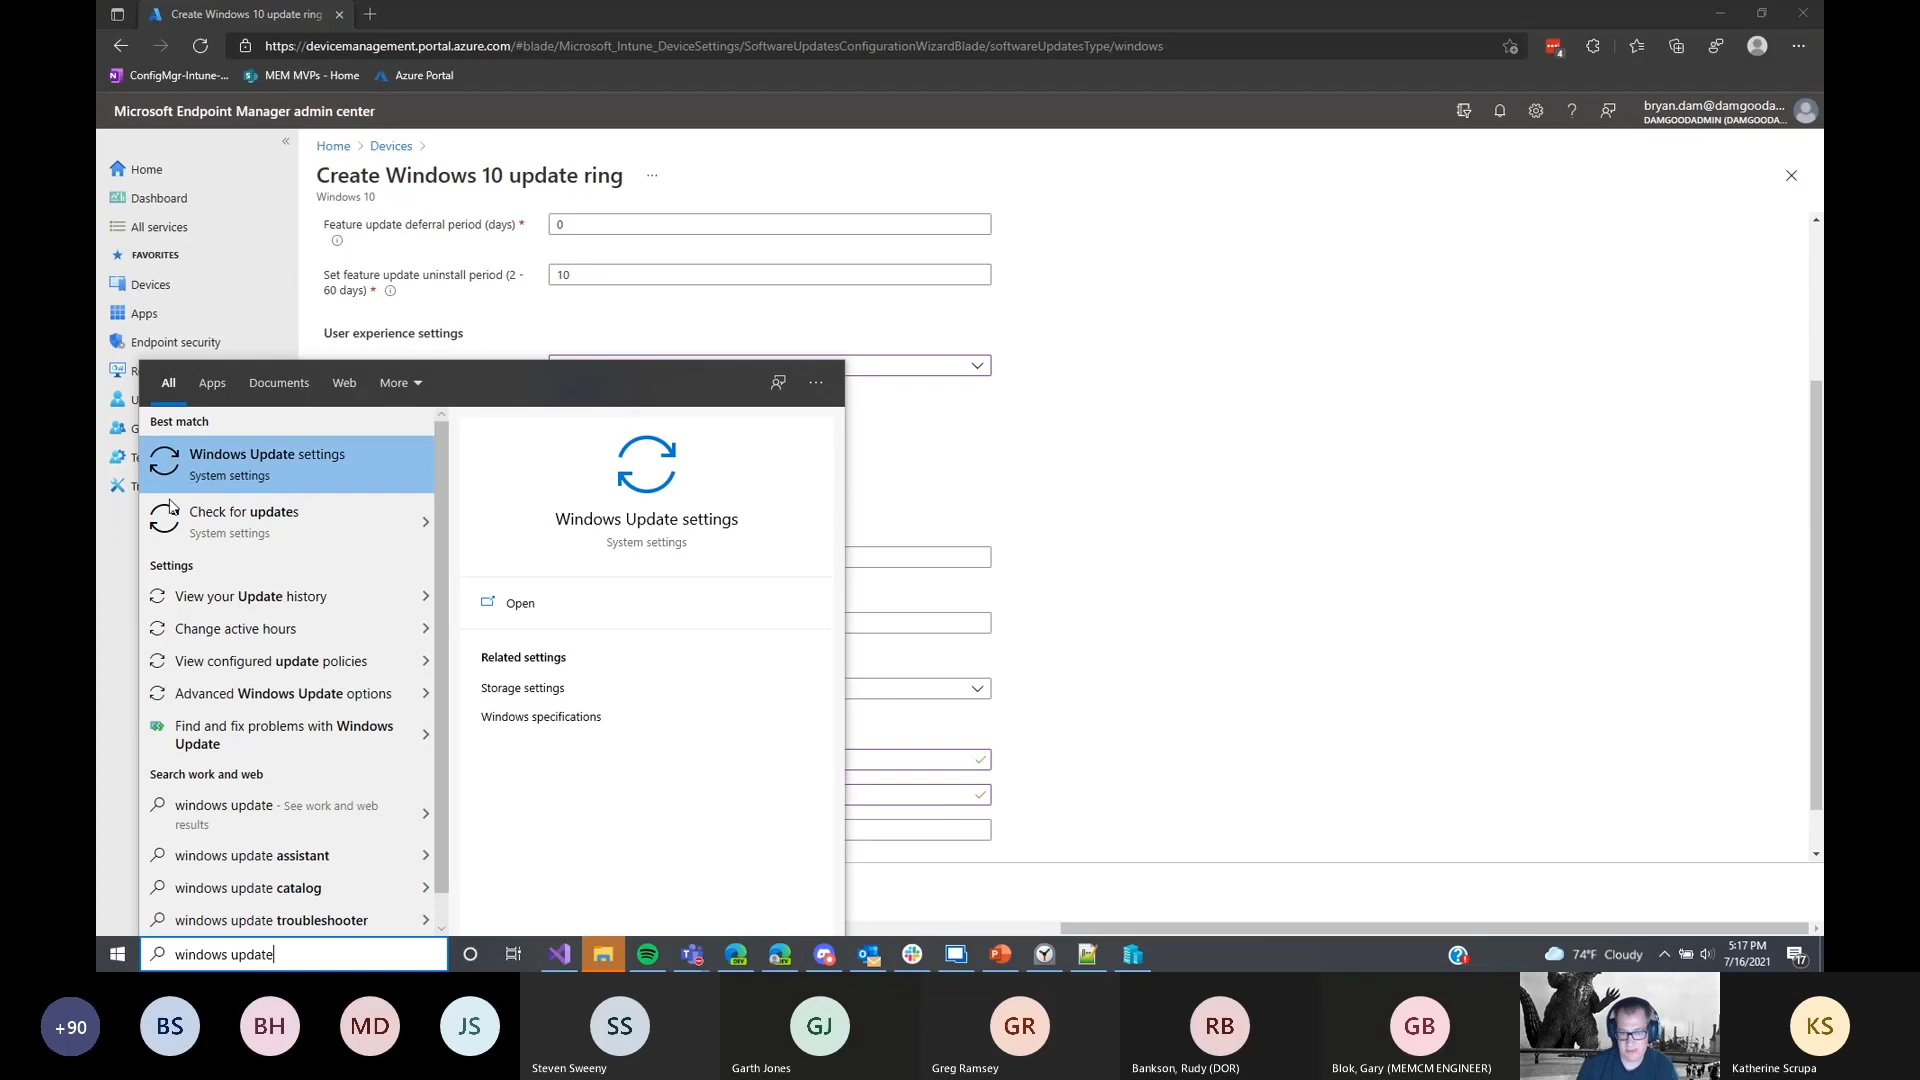 Create Windows 10 update ring
https://devicemanagement.portal.azure.com/#blade/Microsoft_Intune_DeviceSettings/SoftwareUpdatesConfigurationWizardBlade/softwareUpdatesType/windows
4
ConfigMgr-Intune-...
MEM MVPs - Home
Azure Portal
Microsoft Endpoint Manager admin center
bryan.dam@damgooda...
DAMGOODADMIN (DAMGOODA...
Home
Dashboard
All services
FAVORITES
Devices
Apps
Endpoint security
R
U
G
Te
Tr
Home > Devices >
Create Windows 10 update ring ...
Windows 10
Feature update deferral period (days) *
0
Set feature update uninstall period (2 -
60 days) *
10
User experience settings
All
Apps
Documents
Web
More
Best match
Windows Update settings
System settings
Check for updates
System settings
Settings
View your Update history
Change active hours
View configured update policies
Advanced Windows Update options
Find and fix problems with Windows
Update
Search work and web
windows update - See work and web
results
windows update assistant
windows update catalog
windows update troubleshooter
Windows Update settings
System settings
Open
Related settings
Storage settings
Windows specifications
windows update
DEV
74°F Cloudy
5:17 PM
7/16/2021
17
+90
BS
BH
MD
JS
SS
Steven Sweeny
GJ
Garth Jones
GR
Greg Ramsey
RB
Bankson, Rudy (DOR)
GB
Blok, Gary (MEMCM ENGINEER)
KS
Katherine Scrupa